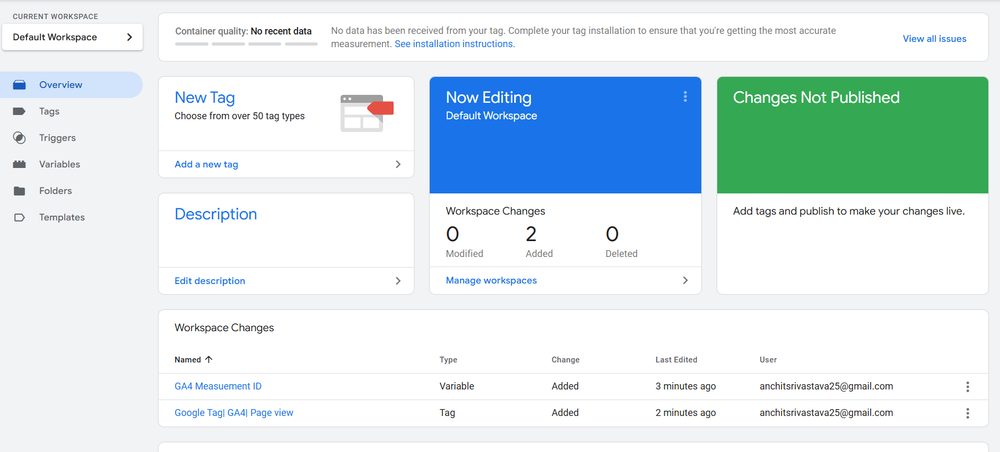 CURRENT WORKSPACE
Default Workspace
Overview
Tags
Triggers
Variables
Folders
Templates
Container quality: No recent data
No data has been received from your tag. Complete your tag installation to ensure that you're getting the most accurate
measurement. See installation instructions.
View all issues
New Tag
Choose from over 50 tag types
Add a new tag
Description
Edit description
Now Editing
Default Workspace
Workspace Changes
0 2 0
Modified Added Deleted
Manage workspaces
Changes Not Published
Add tags and publish to make your changes live.
Workspace Changes
Named Type Change Last Edited User
GA4 Measuement ID Variable Added 3 minutes ago anchitsrivastava25@gmail.com
Google Tag| GA4| Page view Tag Added 2 minutes ago anchitsrivastava25@gmail.com